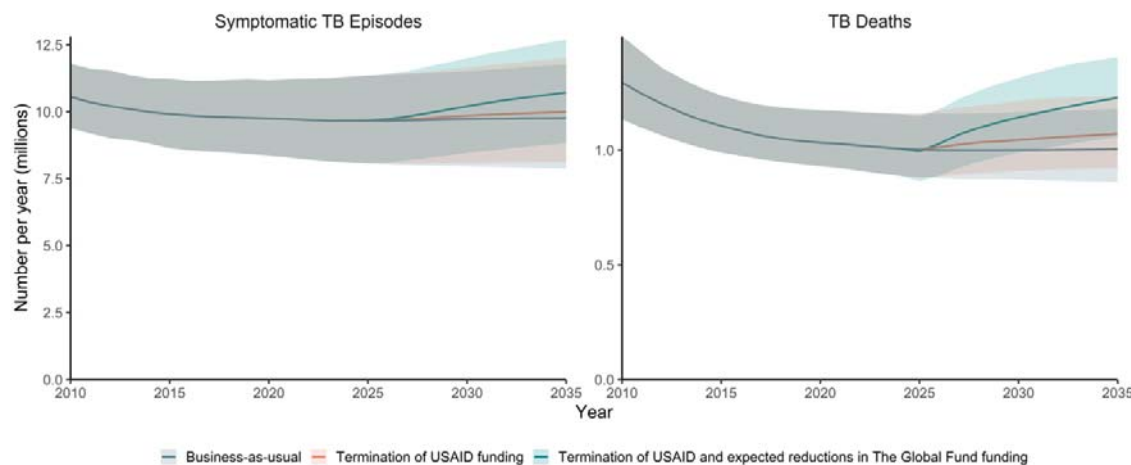 Symptomatic TB Episodes
TB Deaths
Number per year (millions)
12.5
10.0
7.5
5.0
2.5
0.0
2010 2015 2020 2025 2030 2035
1.0
0.5
0.0
2010 2015 2020 2025 2030 2035
Year
Business-as-usual Termination of USAID funding Termination of USAID and expected reductions in The Global Fund funding